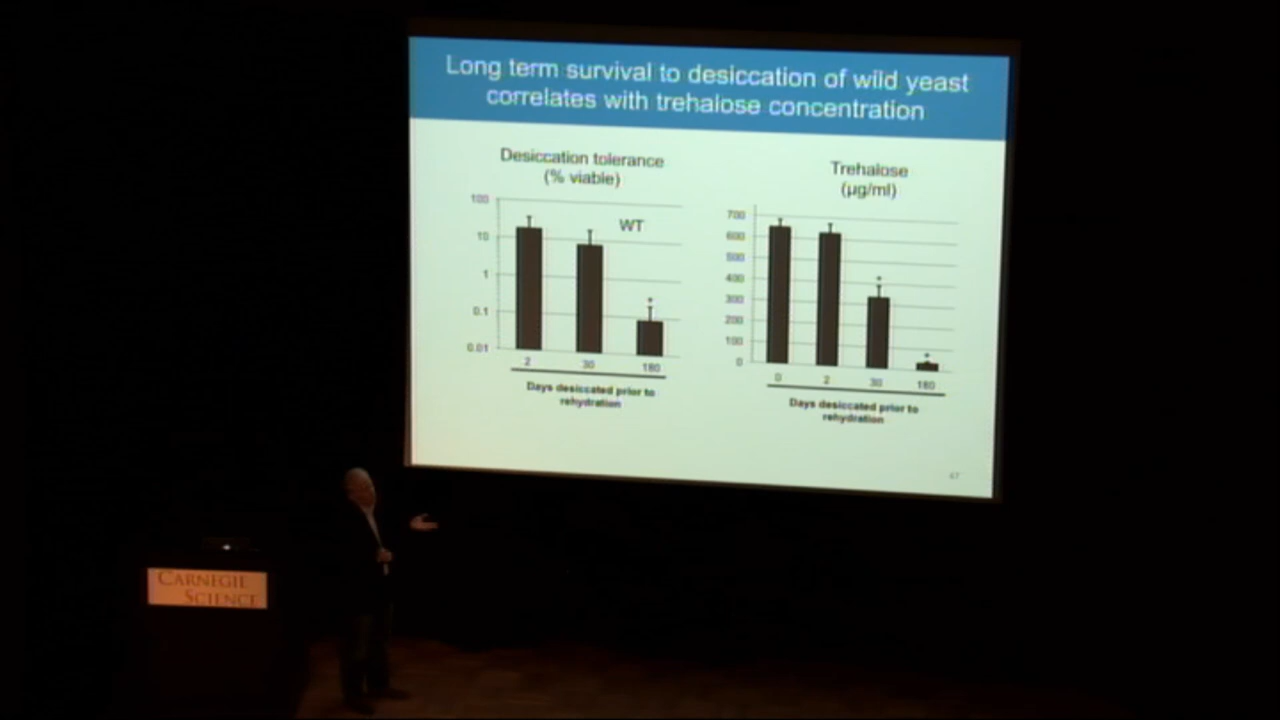 Long term survival to desiccation of wild yeast
correlates with trehalose concentration
Desiccation tolerance
(% viable)
WT
100
10
1
0.1
0.01
*
2 30 180
Days desiccated prior to
rehydration
Trehalose
(µg/ml)
700
600
500
400
300
200
100
0
*
*
0 2 30 180
Days desiccated prior to
rehydration
47
CARNEGIE
SCIENCE